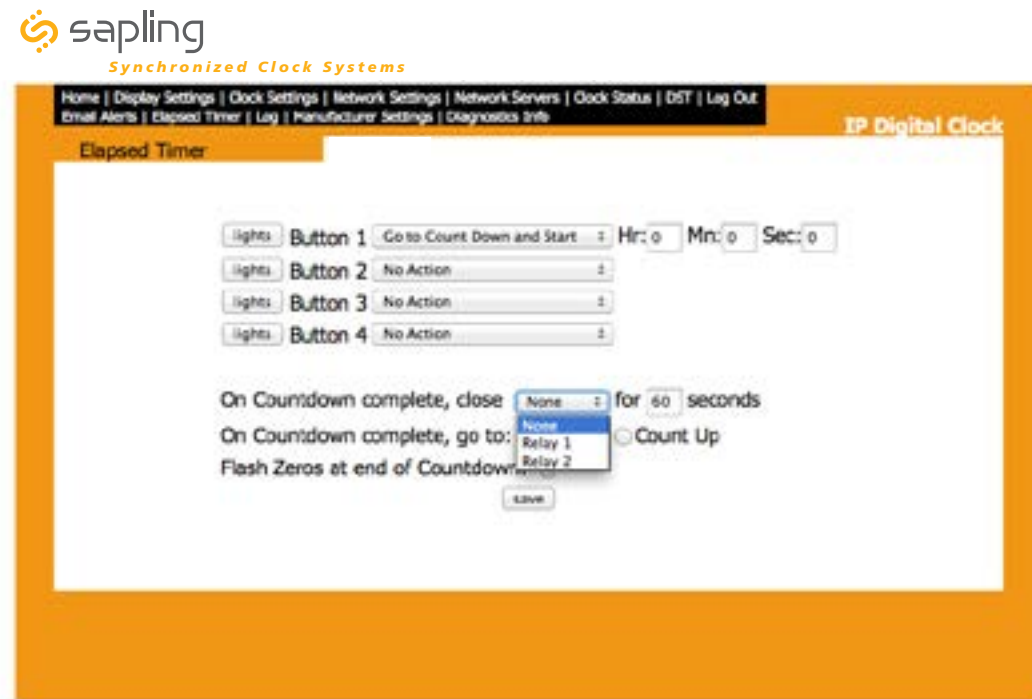 sapling
Synchronized Clock Systems
Home | Display Settings | Clock Settings | Network Settings | Network Servers | Clock Status | DST | Log Out
Email Alerts | Elapsed Timer | Log | Manufacturer Settings | Diagnostics Info
IP Digital Clock
Elapsed Timer
lights Button 1 Go to Count Down and Start Hr: 0 Mn: 0 Sec: 0
lights Button 2 No Action
lights Button 3 No Action
lights Button 4 No Action
On Countdown complete, close None for 60 seconds
None
On Countdown complete, go to: Relay 1 Count Up
Relay 2
Flash Zeros at end of Countdown
save